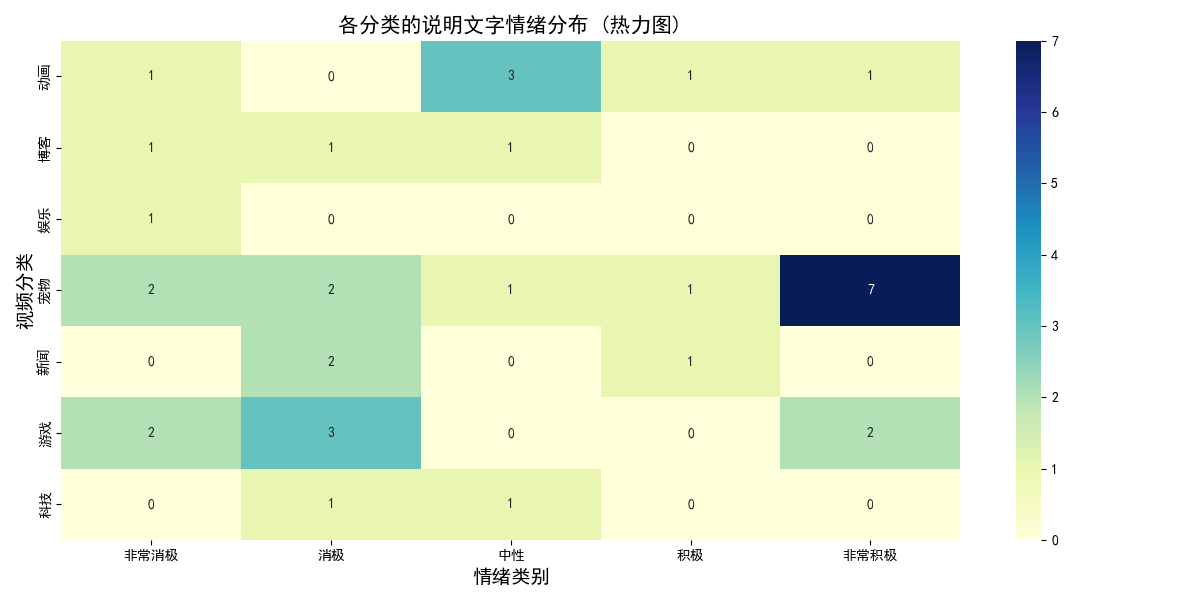 各分类的说明文字情绪分布 (热力图)
视频分类
动画 1 0 3 1 1
博客 1 1 1 0 0
娱乐 1 0 0 0 0
宠物 2 2 1 1 7
新闻 0 2 0 1 0
游戏 2 3 0 0 2
科技 0 1 1 0 0
非常消极 消极 中性 积极 非常积极
情绪类别
7
6
5
4
3
2
1
0